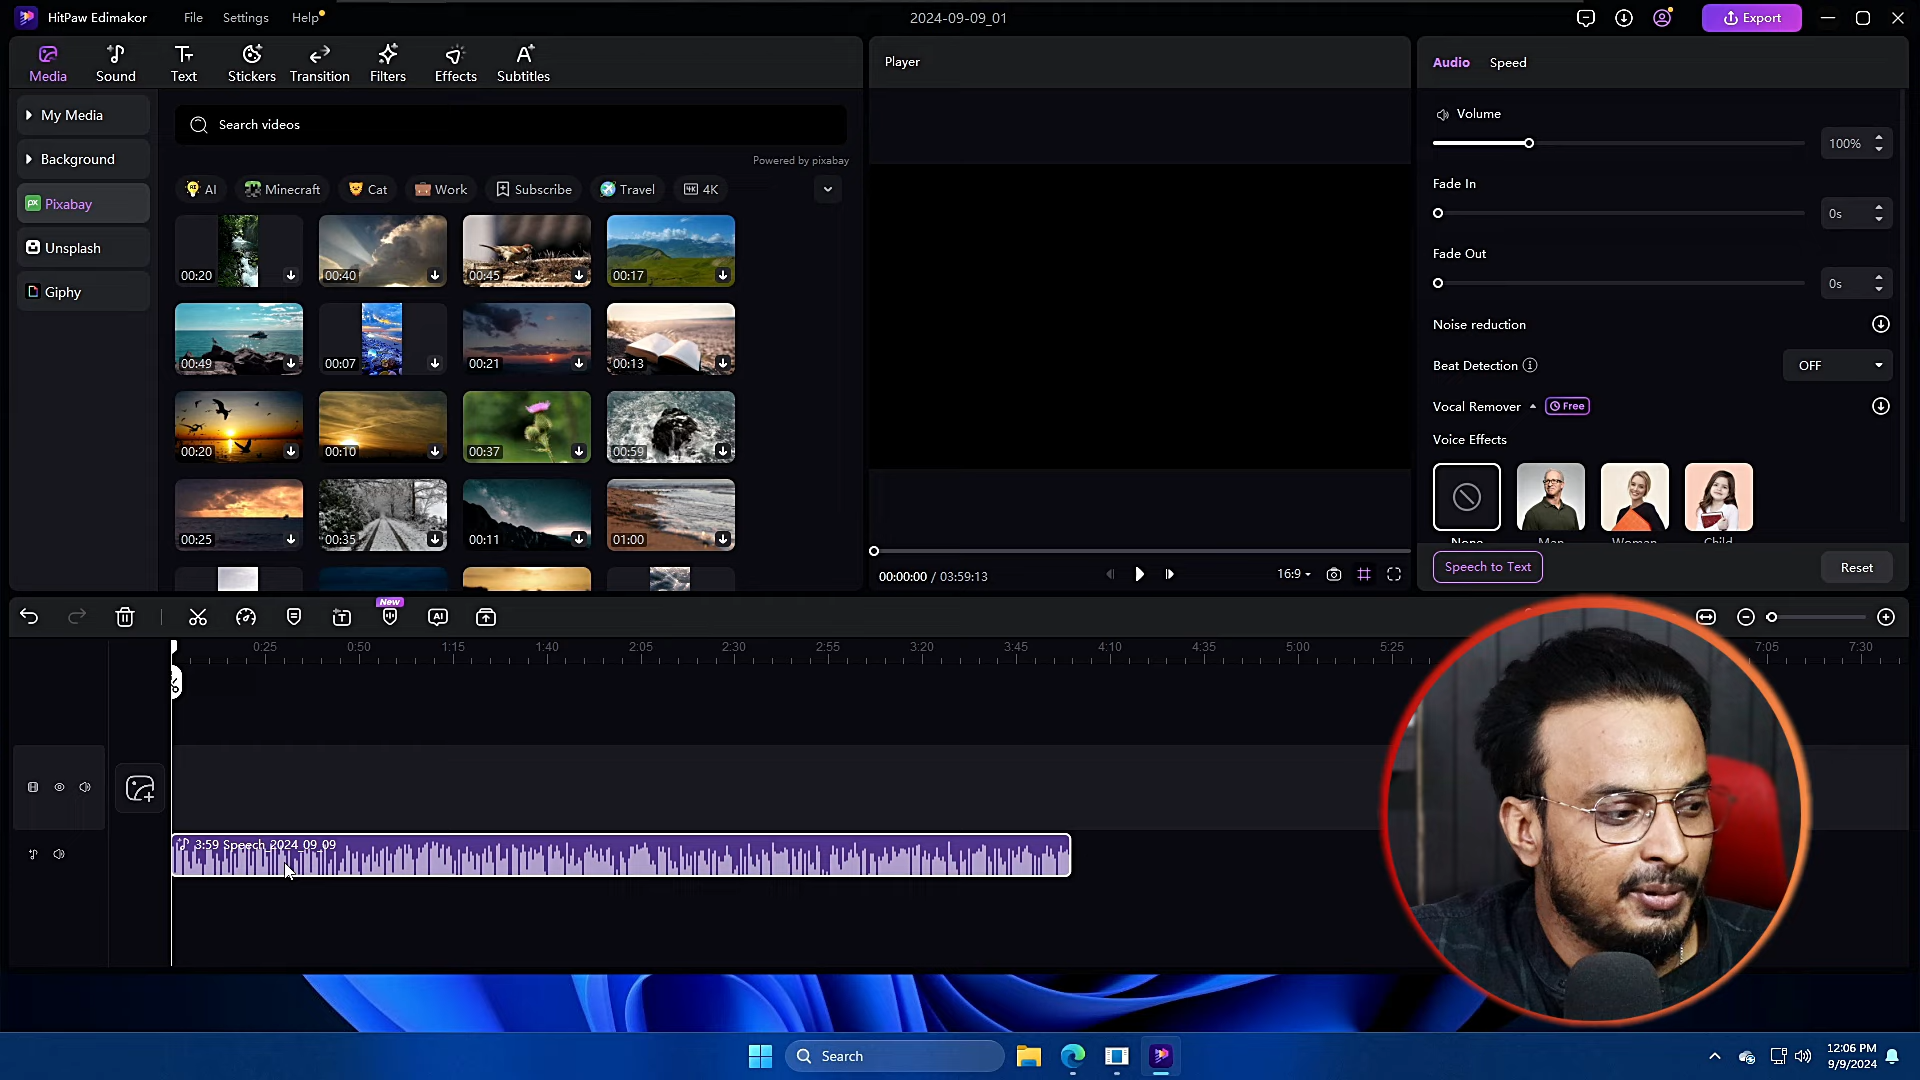 HitPaw Edimakor
File
Settings
Help
2024-09-09_01
Export
Media
Sound
Text
Stickers
Transition
Filters
Effects
Subtitles
Player
Audio
Speed
My Media
Background
Pixabay
Unsplash
Giphy
Search videos
Powered by pixabay
AI
Minecraft
Cat
Work
Subscribe
Travel
4K
00:20
00:40
00:45
00:17
00:49
00:07
00:21
00:13
00:20
00:10
00:37
00:59
00:25
00:35
00:11
01:00
00:00:00 / 03:59:13
16:9
Volume
100%
Fade In
0s
Fade Out
0s
Noise reduction
Beat Detection
OFF
Vocal Remover
Free
Voice Effects
None
Man
Woman
Child
Speech to Text
Reset
New
0:25
0:50
1:15
1:40
2:05
2:30
2:55
3:20
3:45
4:10
4:35
5:00
5:25
7:05
7:30
3:59 Speech_2024_09_09
Search
12:06 PM
9/9/2024